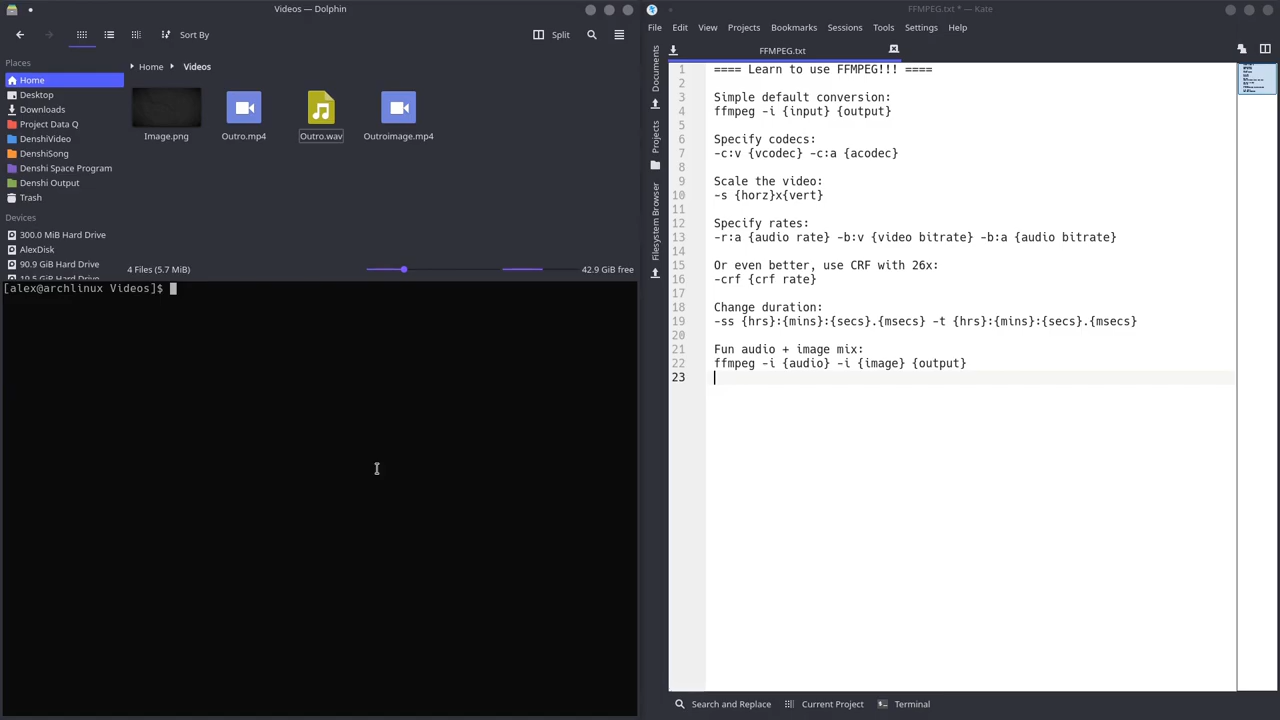 Videos — Dolphin
Split
Sort By
Places
Home
Desktop
Downloads
Project Data Q
DenshiVideo
DenshiSong
Denshi Space Program
Denshi Output
Trash
Devices
300.0 MiB Hard Drive
AlexDisk
90.9 GiB Hard Drive
19.5 GiB Hard Drive
Home
Videos
Image.png
Outro.mp4
Outro.wav
Outroimage.mp4
4 Files (5.7 MiB)
42.9 GiB free
[alex@archlinux Videos]$
FFMPEG.txt * — Kate
File Edit View Projects Bookmarks Sessions Tools Settings Help
FFMPEG.txt
Documents
Projects
Filesystem Browser
1 ==== Learn to use FFMPEG!!! ====
2
3 Simple default conversion:
4 ffmpeg -i {input} {output}
5
6 Specify codecs:
7 -c:v {vcodec} -c:a {acodec}
8
9 Scale the video:
10 -s {horz}x{vert}
11
12 Specify rates:
13 -r:a {audio rate} -b:v {video bitrate} -b:a {audio bitrate}
14
15 Or even better, use CRF with 26x:
16 -crf {crf rate}
17
18 Change duration:
19 -ss {hrs}:{mins}:{secs}.{msecs} -t {hrs}:{mins}:{secs}.{msecs}
20
21 Fun audio + image mix:
22 ffmpeg -i {audio} -i {image} {output}
23
Search and Replace
Current Project
Terminal